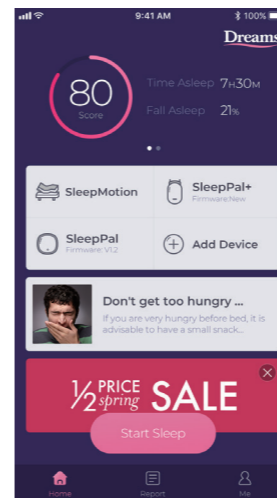 9:41 AM
100%
Dreams
80
Score
Time Asleep 7H30M
Fall Asleep 21%
SleepMotion
SleepPal+
Firmware:New
SleepPal
Firmware: V1.2
Add Device
Don't get too hungry ...
If you are very hungry before bed, it is
advisable to have a small snack...
1/2 PRICE
spring
SALE
Start Sleep
Home
Report
Me